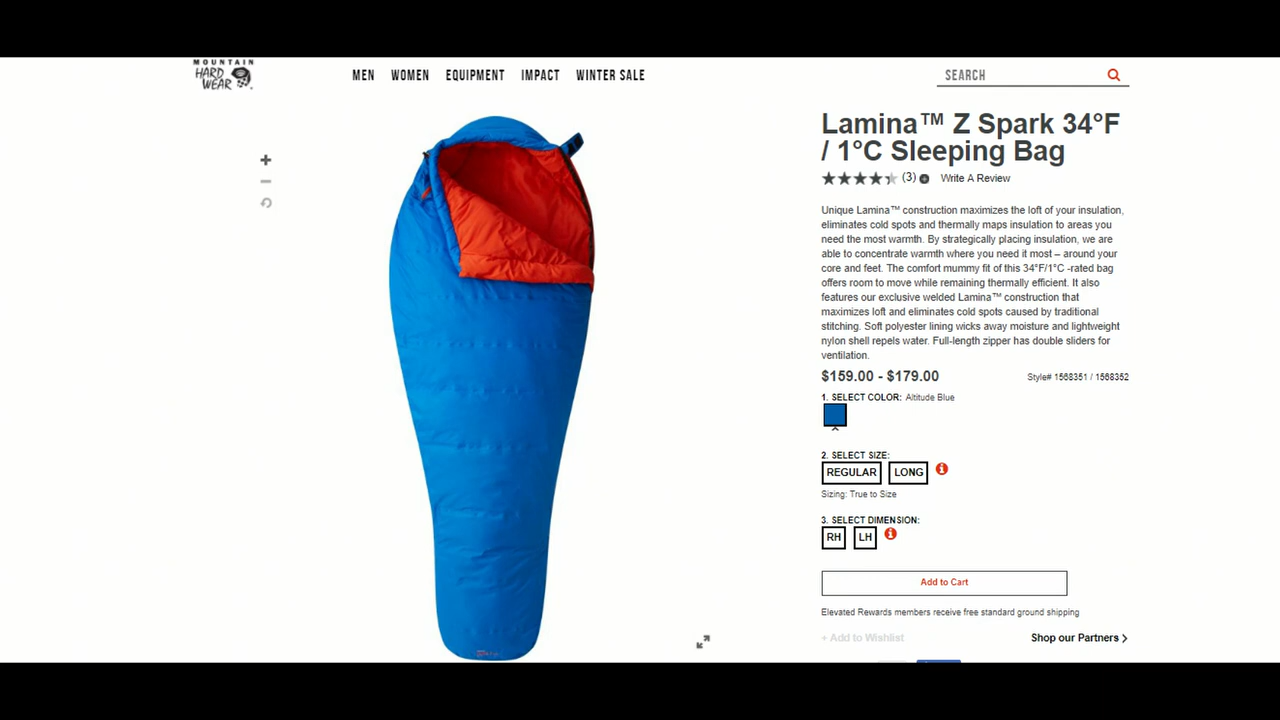 MOUNTAIN
HARD
WEAR
MEN WOMEN EQUIPMENT IMPACT WINTER SALE
SEARCH
Lamina™ Z Spark 34°F
/ 1°C Sleeping Bag
(3) Write A Review
Unique Lamina™ construction maximizes the loft of your insulation,
eliminates cold spots and thermally maps insulation to areas you
need the most warmth. By strategically placing insulation, we are
able to concentrate warmth where you need it most – around your
core and feet. The comfort mummy fit of this 34°F/1°C -rated bag
offers room to move while remaining thermally efficient. It also
features our exclusive welded Lamina™ construction that
maximizes loft and eliminates cold spots caused by traditional
stitching. Soft polyester lining wicks away moisture and lightweight
nylon shell repels water. Full-length zipper has double sliders for
ventilation.
$159.00 - $179.00 Style# 1568351 / 1568352
1. SELECT COLOR: Altitude Blue
2. SELECT SIZE:
REGULAR LONG
Sizing: True to Size
3. SELECT DIMENSION:
RH LH
Add to Cart
Elevated Rewards members receive free standard ground shipping
+ Add to Wishlist Shop our Partners